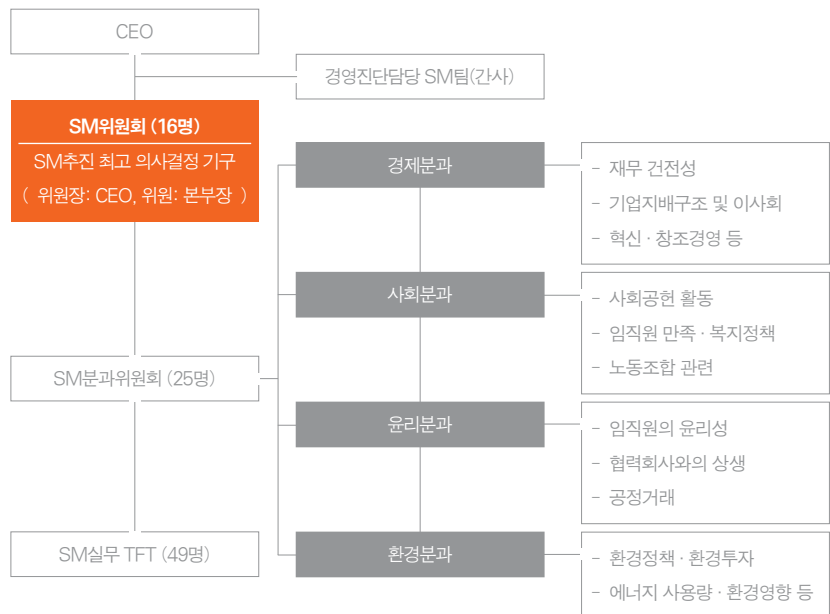 CEO
경영진단담당 SM팀(간사)
SM위원회 (16명)
SM추진 최고 의사결정 기구
( 위원장: CEO, 위원: 본부장 )
경제분과
- 재무 건전성
- 기업지배구조 및 이사회
- 혁신 · 창조경영 등
사회분과
- 사회공헌 활동
- 임직원 만족 · 복지정책
- 노동조합 관련
SM분과위원회 (25명)
윤리분과
- 임직원의 윤리성
- 협력회사와의 상생
- 공정거래
SM실무 TFT (49명)
환경분과
- 환경정책 · 환경투자
- 에너지 사용량 · 환경영향 등